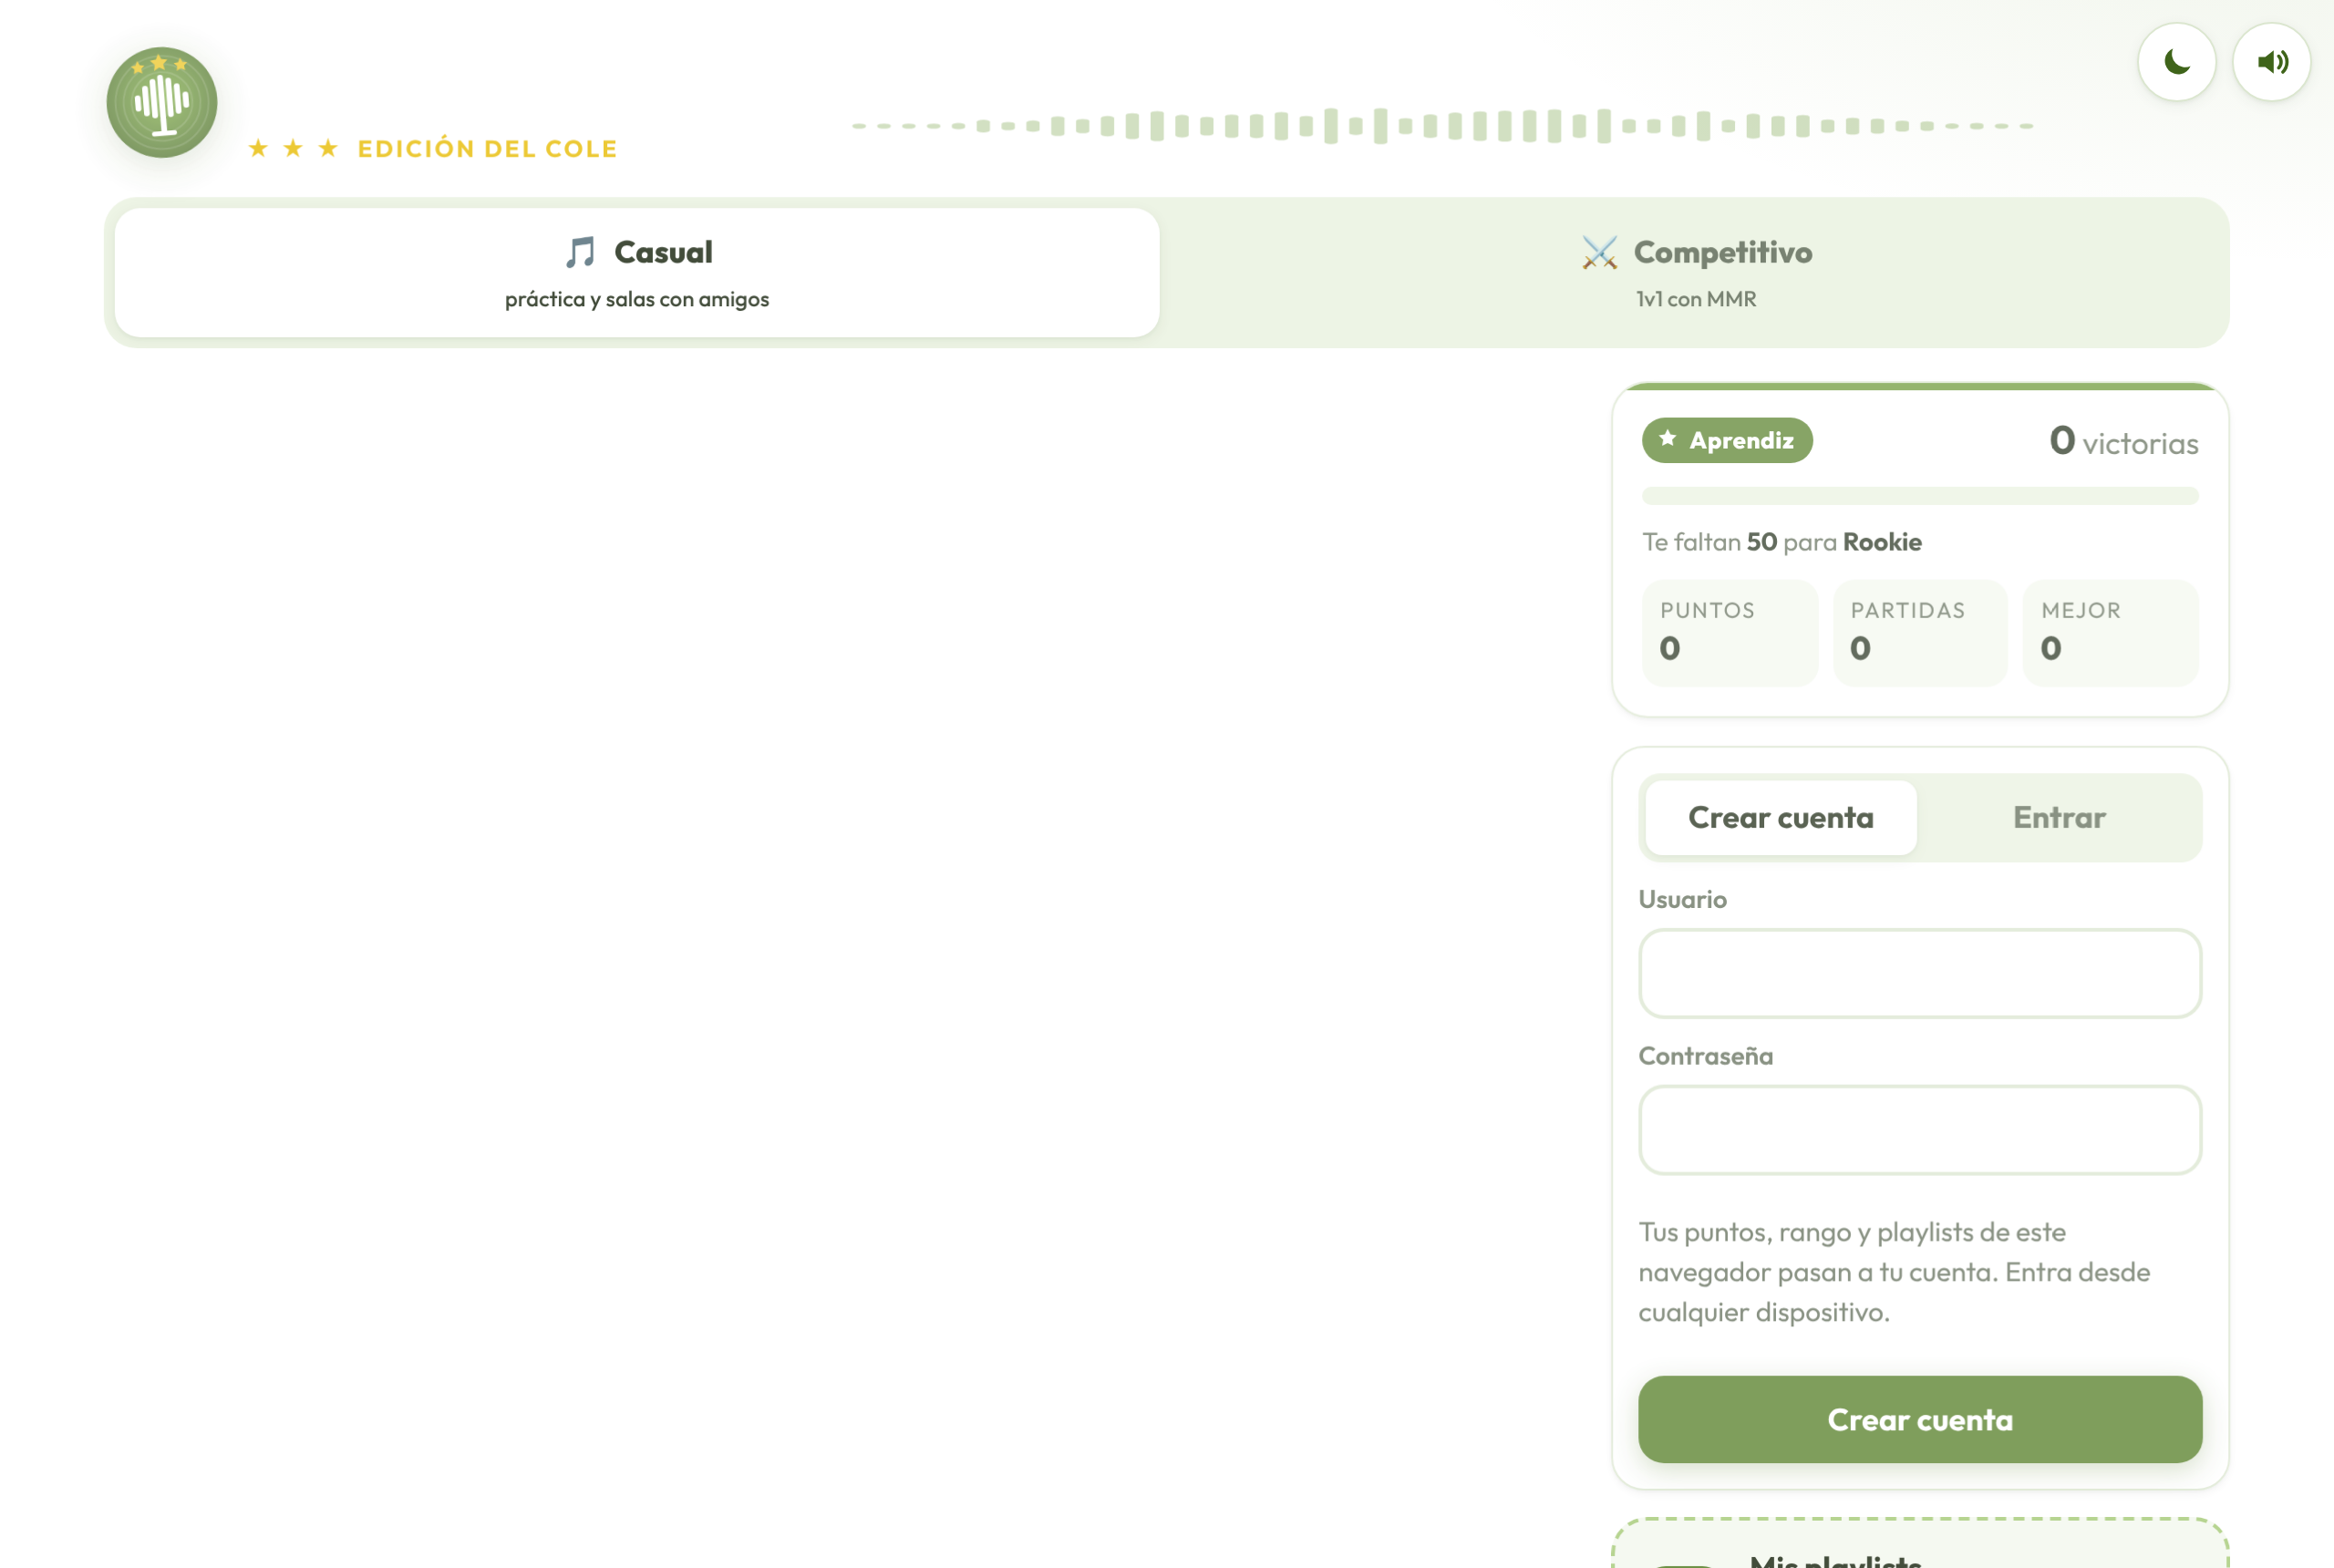 ★ ★ ★ EDICIÓN DEL COLE
Casual
práctica y salas con amigos
Competitivo
1v1 con MMR
Aprendiz
0 victorias
Te faltan 50 para Rookie
PUNTOS
0
PARTIDAS
0
MEJOR
0
Crear cuenta
Entrar
Usuario
Contraseña
Tus puntos, rango y playlists de este
navegador pasan a tu cuenta. Entra desde
cualquier dispositivo.
Crear cuenta
Mis playlists